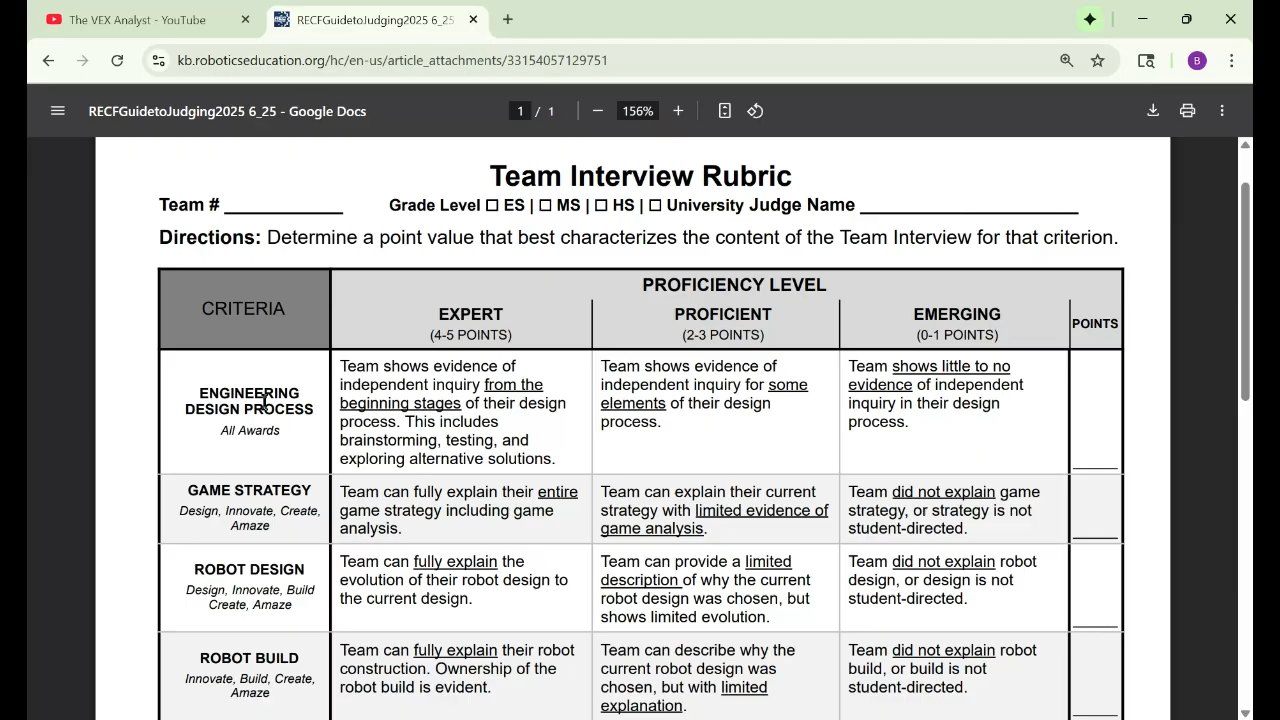 The VEX Analyst - YouTube
RECFGuidetoJudging2025 6_25
kb.roboticseducation.org/hc/en-us/article_attachments/33154057129751
B
RECFGuidetoJudging2025 6_25 - Google Docs
1 / 1
156%
Team Interview Rubric
Team # ____________ Grade Level ☐ ES | ☐ MS | ☐ HS | ☐ University Judge Name ______________________
Directions: Determine a point value that best characterizes the content of the Team Interview for that criterion.
CRITERIA
PROFICIENCY LEVEL
EXPERT
(4-5 POINTS)
PROFICIENT
(2-3 POINTS)
EMERGING
(0-1 POINTS)
POINTS
ENGINEERING
DESIGN PROCESS
All Awards
Team shows evidence of
independent inquiry from the
beginning stages of their design
process. This includes
brainstorming, testing, and
exploring alternative solutions.
Team shows evidence of
independent inquiry for some
elements of their design
process.
Team shows little to no
evidence of independent
inquiry in their design
process.
GAME STRATEGY
Design, Innovate, Create,
Amaze
Team can fully explain their entire
game strategy including game
analysis.
Team can explain their current
strategy with limited evidence of
game analysis.
Team did not explain game
strategy, or strategy is not
student-directed.
ROBOT DESIGN
Design, Innovate, Build
Create, Amaze
Team can fully explain the
evolution of their robot design to
the current design.
Team can provide a limited
description of why the current
robot design was chosen, but
shows limited evolution.
Team did not explain robot
design, or design is not
student-directed.
ROBOT BUILD
Innovate, Build, Create,
Amaze
Team can fully explain their robot
construction. Ownership of the
robot build is evident.
Team can describe why the
current robot design was
chosen, but with limited
explanation.
Team did not explain robot
build, or build is not
student-directed.